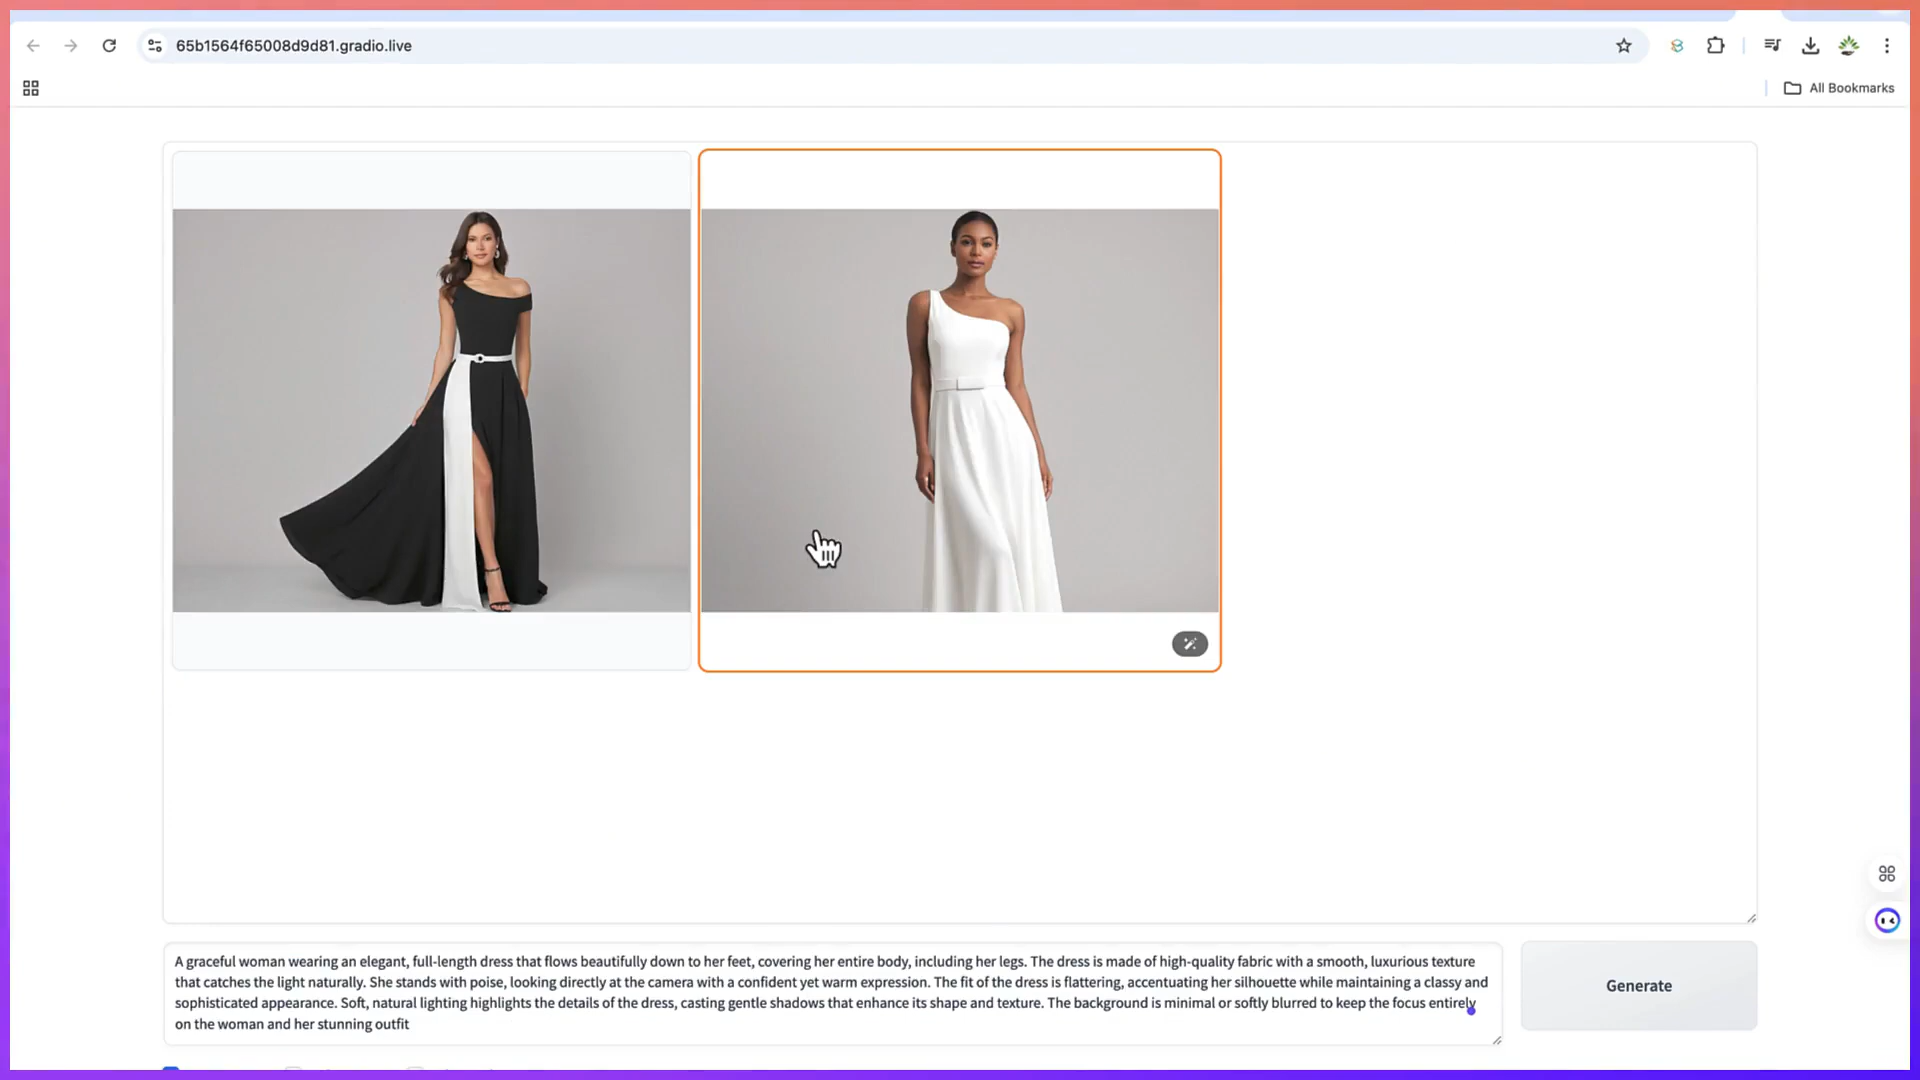 65b1564f65008d9d81.gradio.live
All Bookmarks
A graceful woman wearing an elegant, full-length dress that flows beautifully down to her feet, covering her entire body, including her legs. The dress is made of high-quality fabric with a smooth, luxurious texture
that catches the light naturally. She stands with poise, looking directly at the camera with a confident yet warm expression. The fit of the dress is flattering, accentuating her silhouette while maintaining a classy and
sophisticated appearance. Soft, natural lighting highlights the details of the dress, casting gentle shadows that enhance its shape and texture. The background is minimal or softly blurred to keep the focus entirely
on the woman and her stunning outfit
Generate